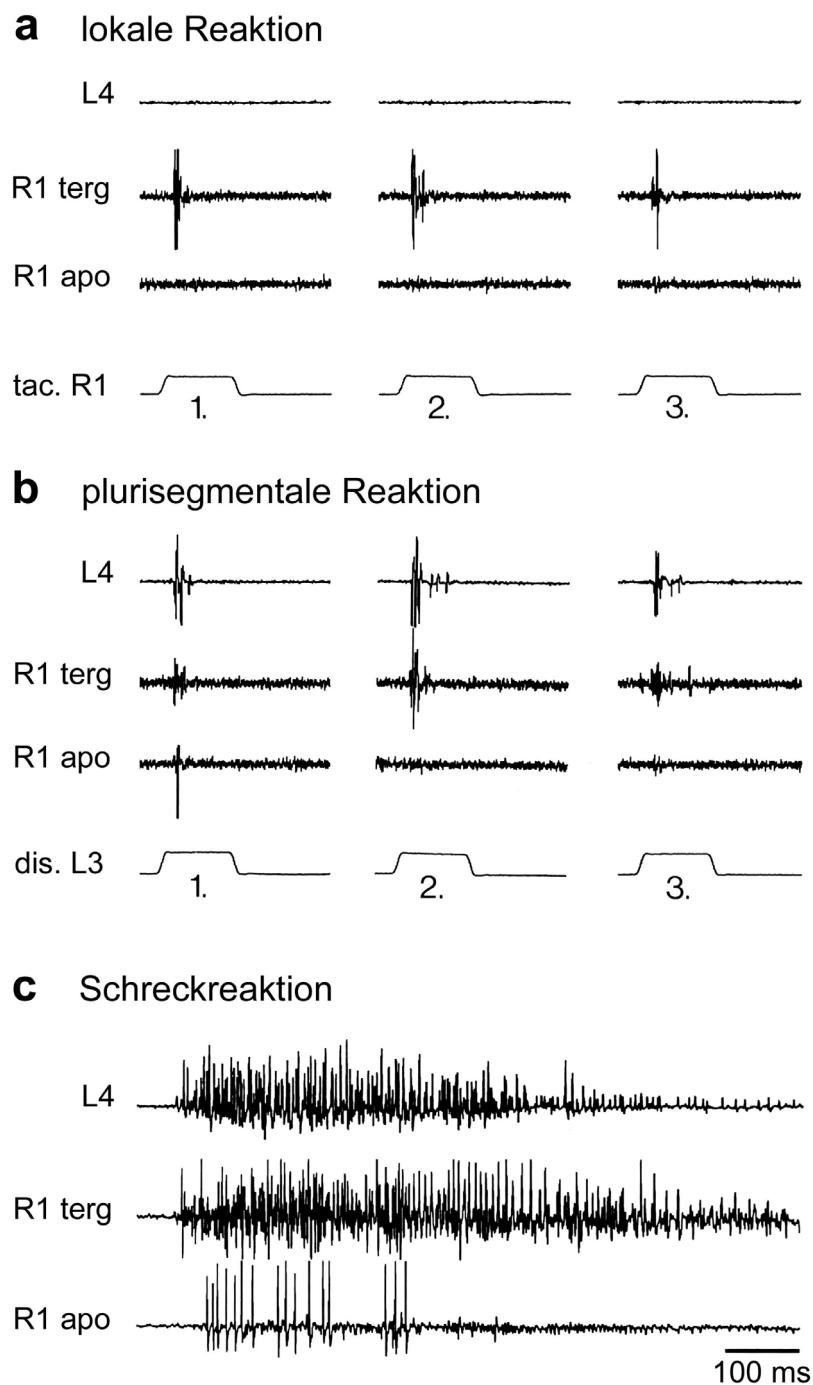 a lokale Reaktion
L4
R1 terg
R1 apo
tac. R1
1. 2. 3.
b plurisegmentale Reaktion
L4
R1 terg
R1 apo
dis. L3
1. 2. 3.
c Schreckreaktion
L4
R1 terg
R1 apo
100 ms